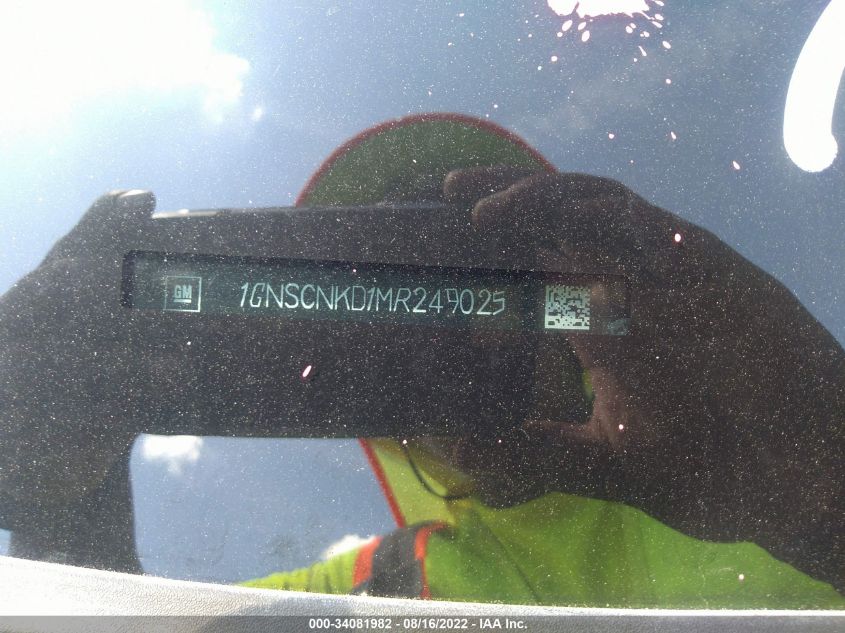 GM 1GNSCNKD1MR249025
000-34081982 - 08/16/2022 - IAA Inc.